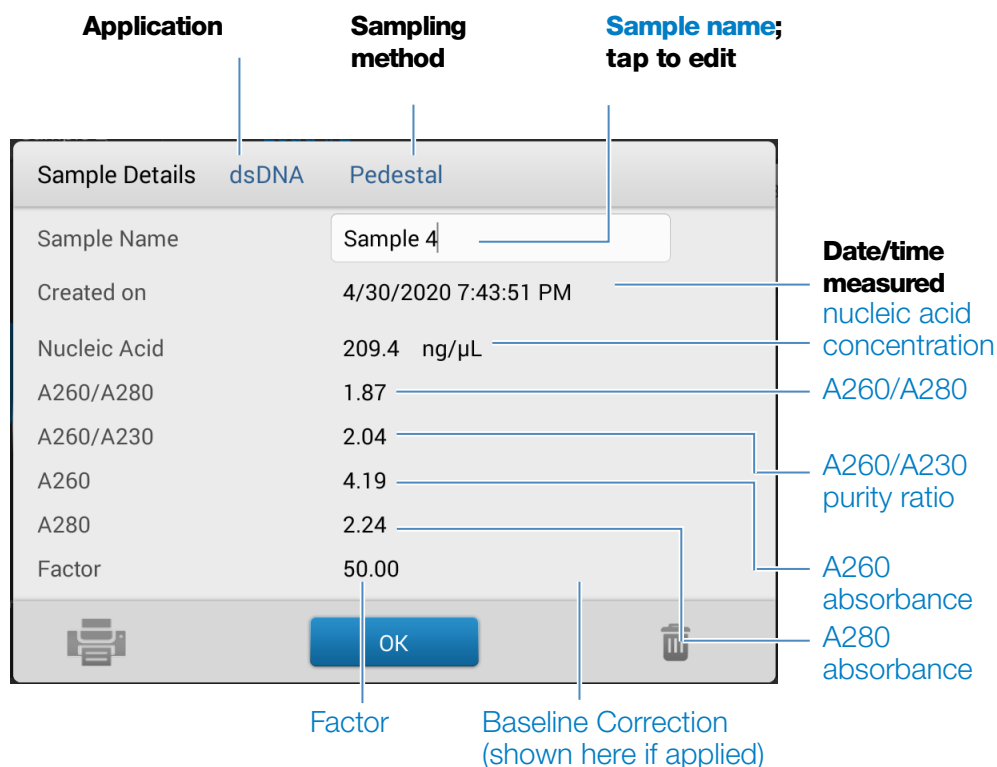 Application
Sampling
method
Sample name;
tap to edit
Sample Details dsDNA Pedestal
Sample Name Sample 4
Created on 4/30/2020 7:43:51 PM
Nucleic Acid 209.4 ng/µL
A260/A280 1.87
A260/A230 2.04
A260 4.19
A280 2.24
Factor 50.00
OK
Date/time
measured
nucleic acid
concentration
A260/A280
A260/A230
purity ratio
A260
absorbance
A280
absorbance
Factor
Baseline Correction
(shown here if applied)